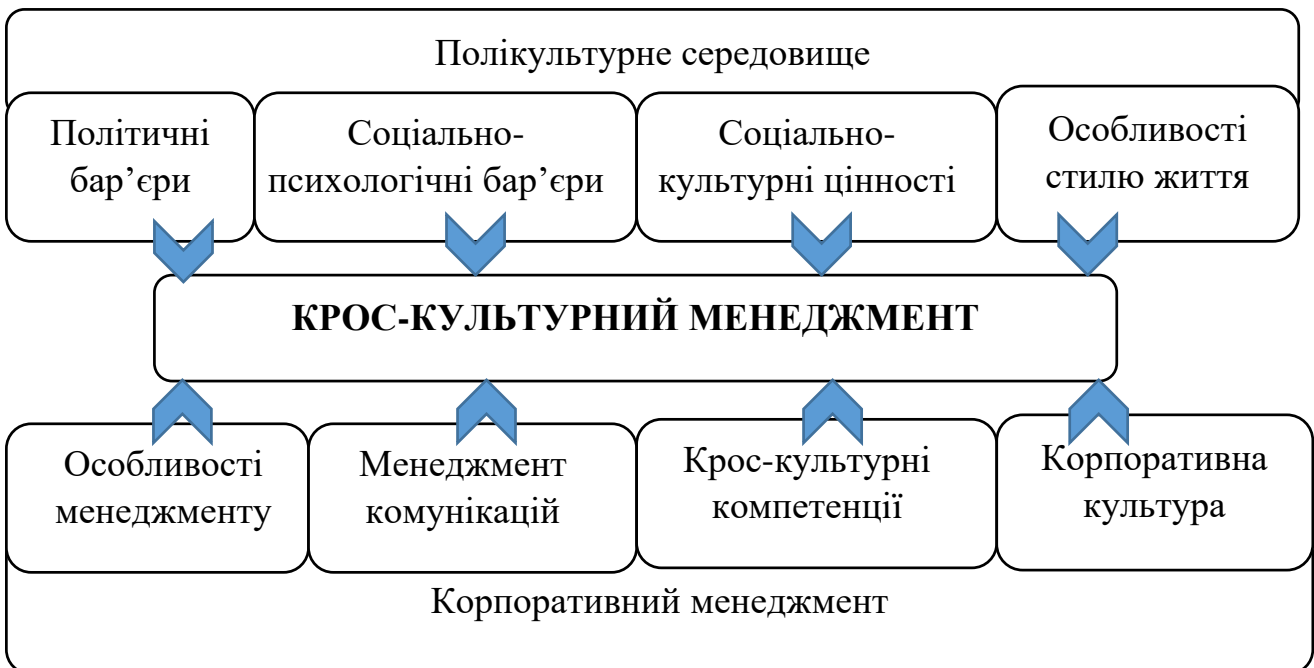 Полікультурне середовище
Політичні
бар’єри
Соціально-
психологічні бар’єри
Соціально-
культурні цінності
Особливості
стилю життя
КРОС-КУЛЬТУРНИЙ МЕНЕДЖМЕНТ
Особливості
менеджменту
Менеджмент
комунікацій
Крос-культурні
компетенції
Корпоративна
культура
Корпоративний менеджмент